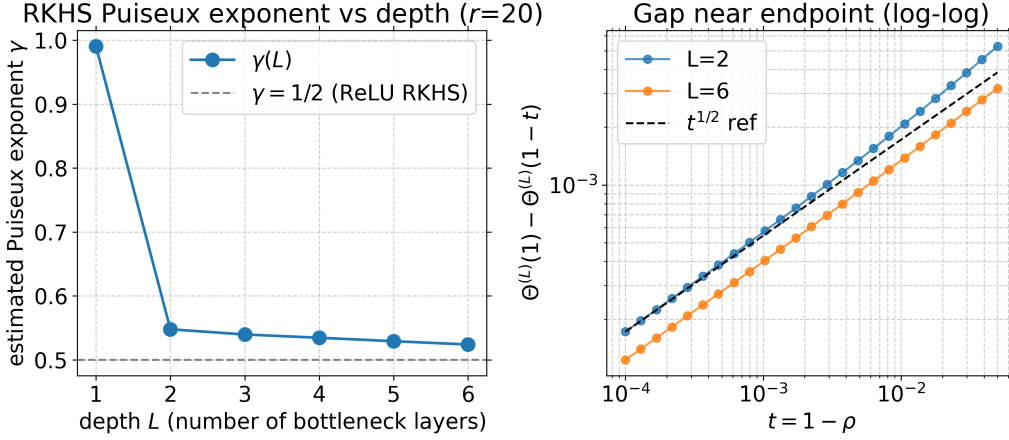 RKHS Puiseux exponent vs depth (r=20)
estimated Puiseux exponent γ
1.0
0.9
0.8
0.7
0.6
0.5
γ(L)
γ = 1/2 (ReLU RKHS)
1 2 3 4 5 6
depth L (number of bottleneck layers)
Gap near endpoint (log-log)
Θ^(L)(1) − Θ^(L)(1 − t)
10⁻³
L=2
L=6
t^1/2 ref
10⁻⁴ 10⁻³ 10⁻²
t = 1 − ρ